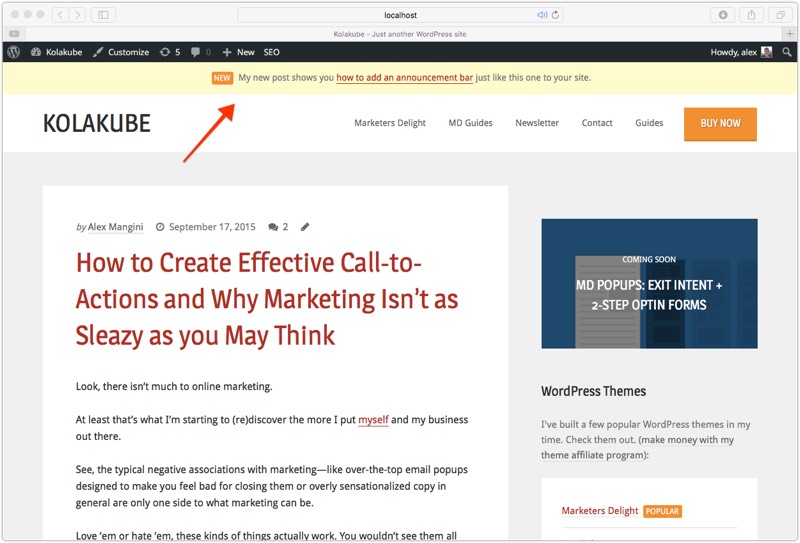 localhost
Kolakube - Just another WordPress site
Kolakube Customize 5 0 + New SEO Howdy, alex
NEW My new post shows you how to add an announcement bar just like this one to your site.
KOLAKUBE
Marketers Delight MD Guides Newsletter Contact Guides BUY NOW
by Alex Mangini September 17, 2015 2
How to Create Effective Call-to-
Actions and Why Marketing Isn't as
Sleazy as you May Think
Look, there isn't much to online marketing.
At least that's what I'm starting to (re)discover the more I put myself and my business
out there.
See, the typical negative associations with marketing—like over-the-top email popups
designed to make you feel bad for closing them or overly sensationalized copy in
general are only one side to what marketing can be.
Love 'em or hate 'em, these kinds of things actually work. You wouldn't see them all
COMING SOON
MD POPUPS: EXIT INTENT +
2-STEP OPTIN FORMS
WordPress Themes
I've built a few popular WordPress themes in my
time. Check them out. (make money with my
theme affiliate program):
Marketers Delight POPULAR